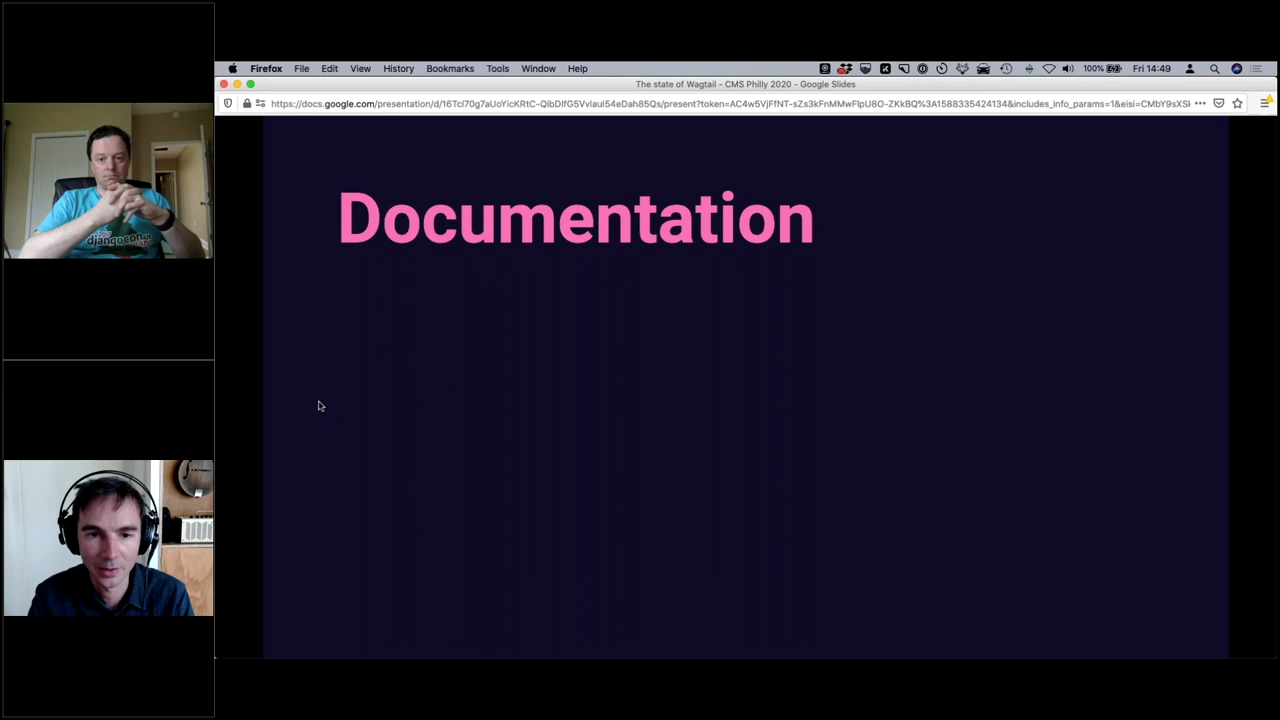 Firefox File Edit View History Bookmarks Tools Window Help 100% Fri 14:49
The state of Wagtail - CMS Philly 2020 - Google Slides
Documentation
djangocon